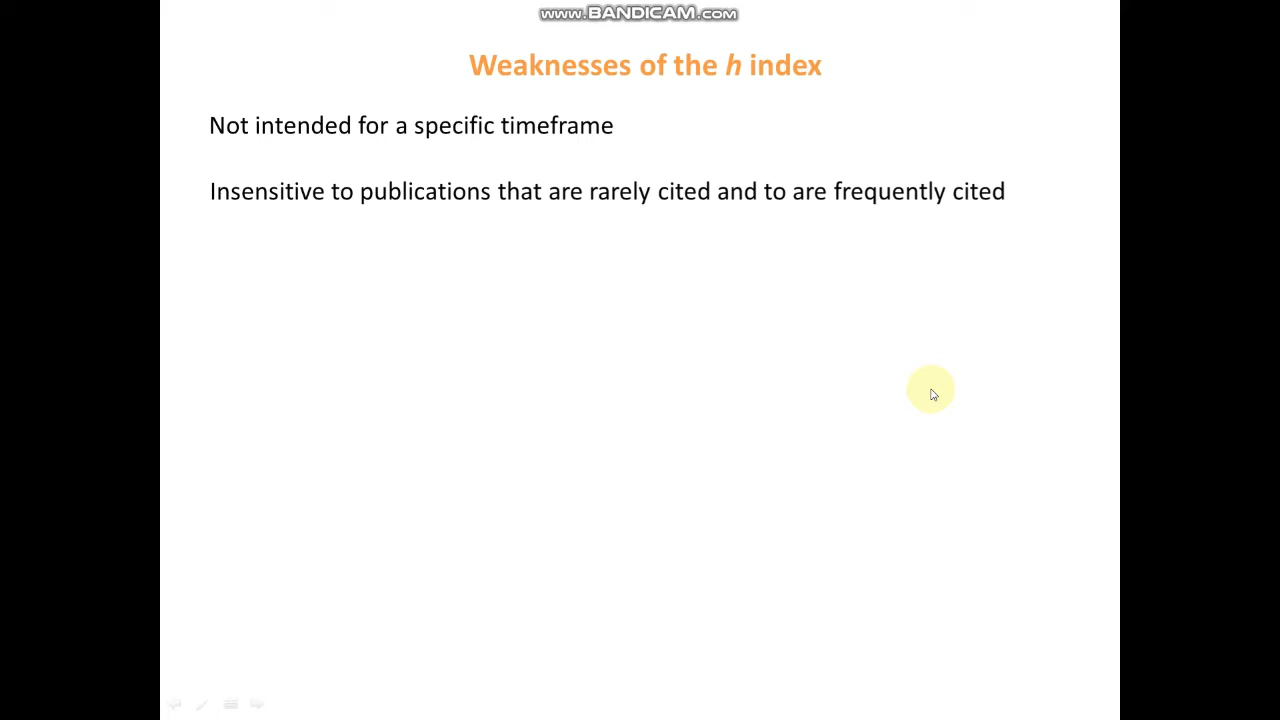 www.BANDICAM.com
Weaknesses of the h index
Not intended for a specific timeframe
Insensitive to publications that are rarely cited and to are frequently cited